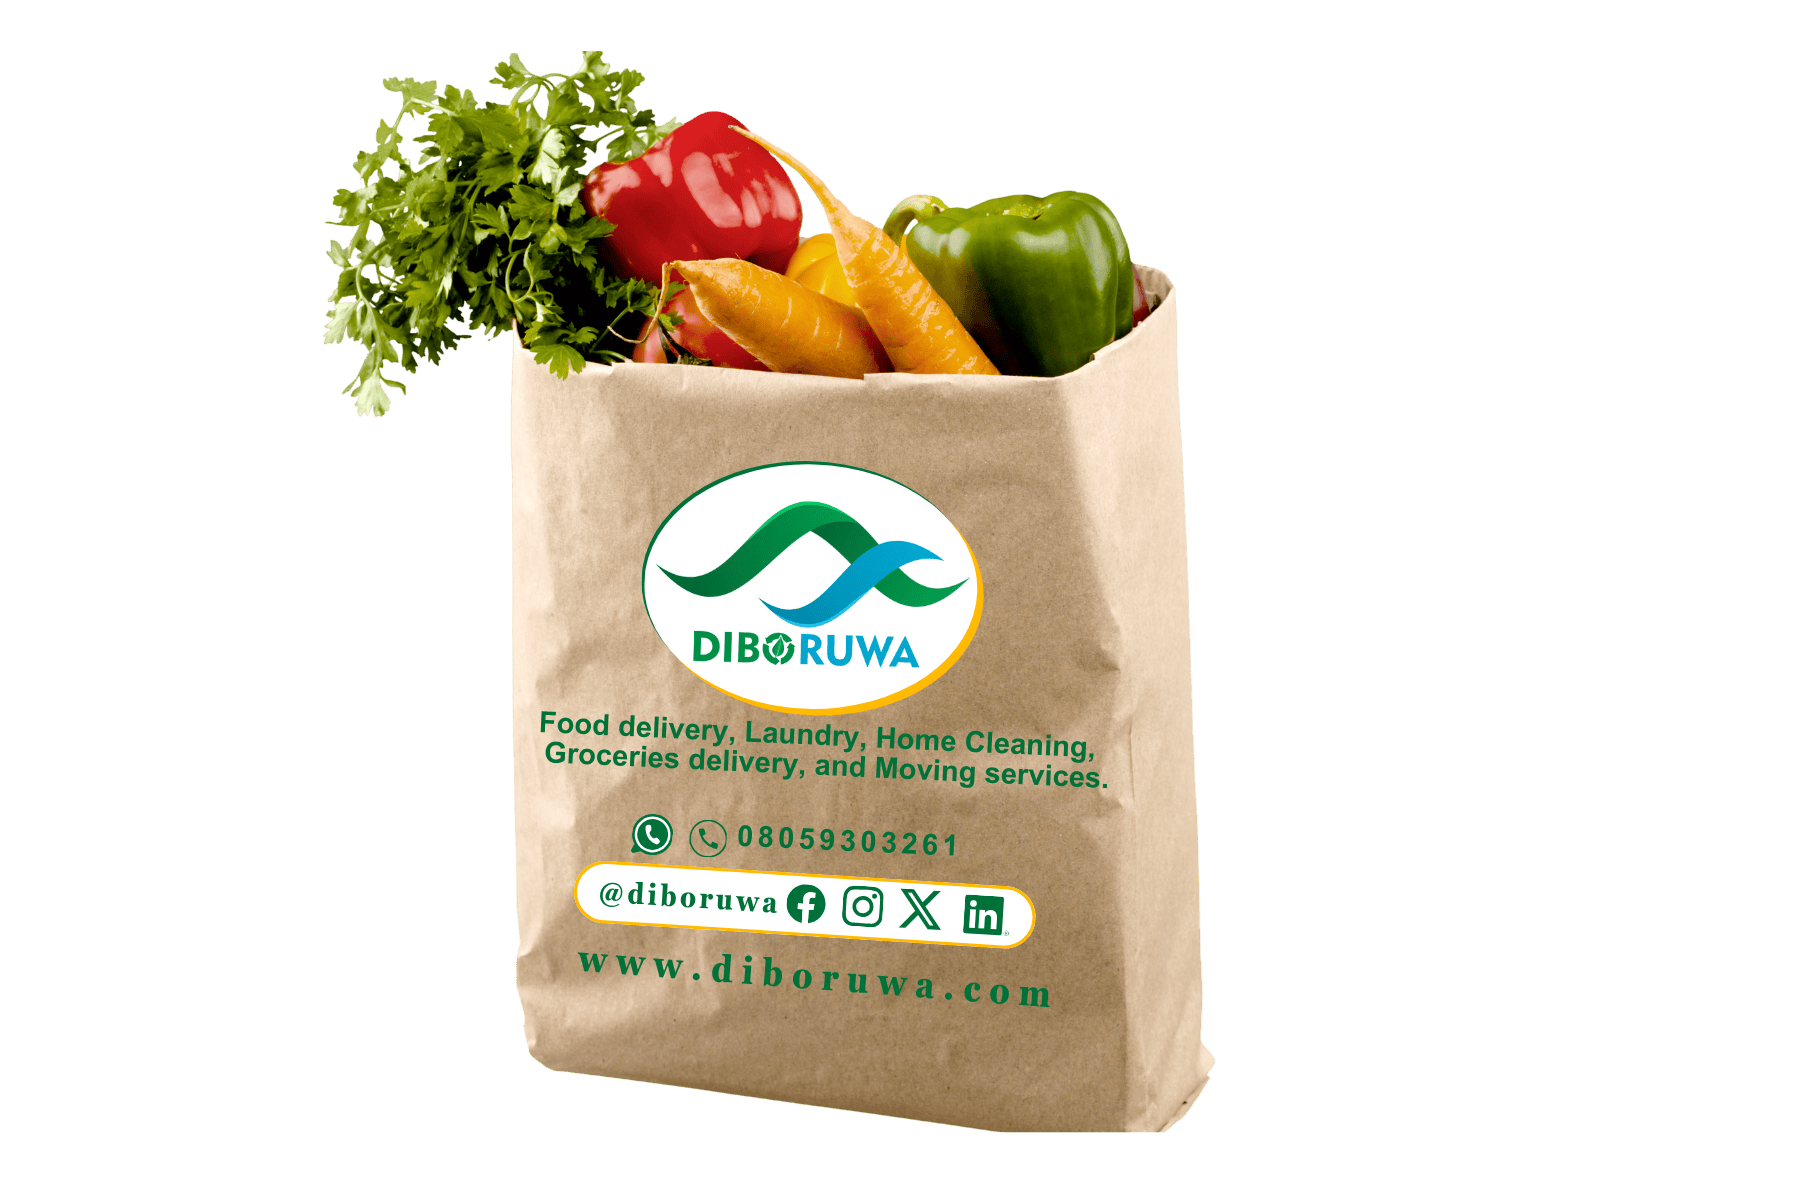 DIBORUWA
Food delivery, Laundry, Home Cleaning,
Groceries delivery, and Moving services.
08059303261
@diboruwa
www.diboruwa.com